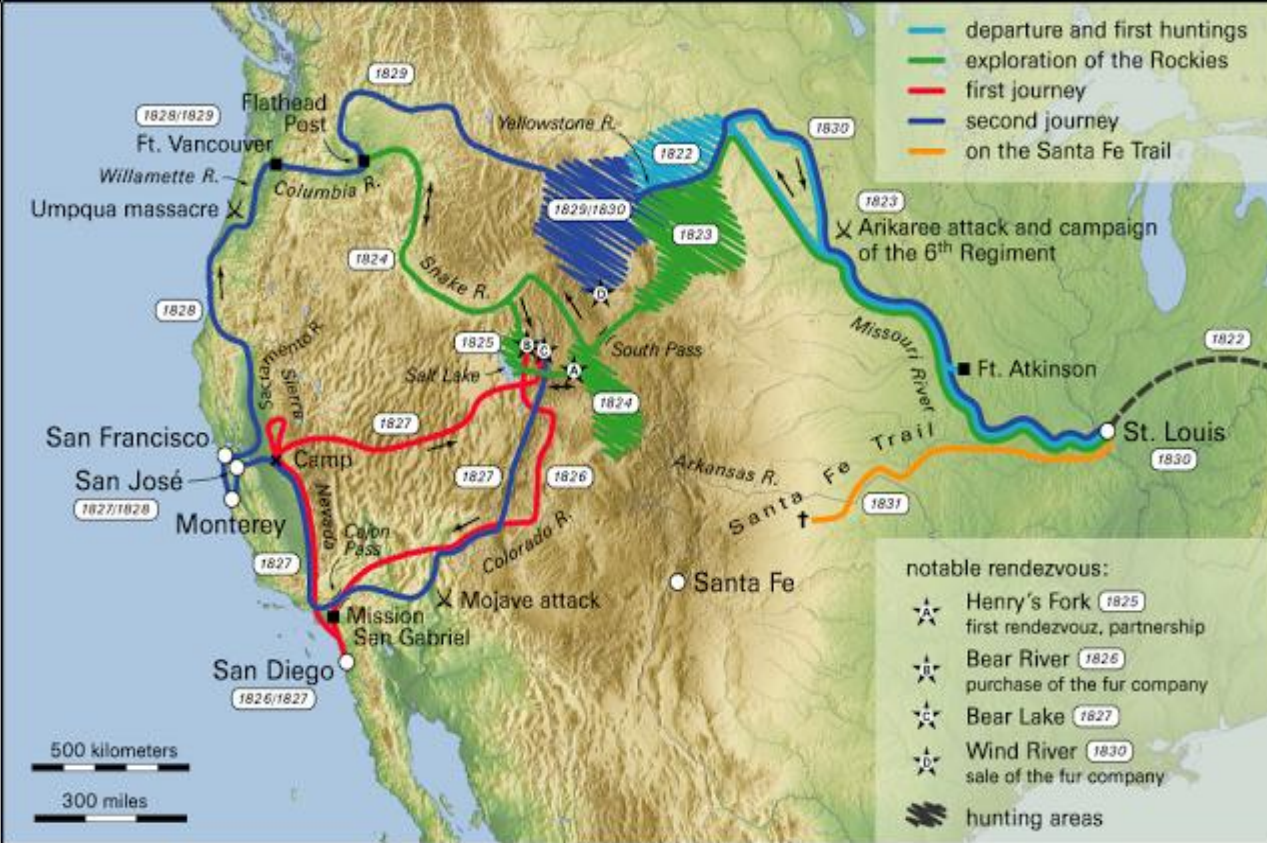 departure and first huntings
exploration of the Rockies
first journey
second journey
on the Santa Fe Trail
1829
1828/1829
Flathead
Post
Ft. Vancouver
Willamette R.
Columbia R.
Umpqua massacre
Yellowstone R.
1822
1830
1829/1830
1823
1823
Arikaree attack and campaign
of the 6th Regiment
1824
Snake R.
1828
1825
Salt Lake
B
C
A
D
South Pass
1824
Missouri River
Ft. Atkinson
1822
St. Louis
1830
Sacramento R.
Sierra
Nevada
1827
San Francisco
Camp
San José
1827/1828
Monterey
1827
1826
Arkansas R.
Santa Fe Trail
1831
Cajon
Pass
Colorado R.
1827
Mojave attack
Mission
San Gabriel
Santa Fe
San Diego
1826/1827
500 kilometers
300 miles
notable rendezvous:
A
Henry's Fork 1825
first rendezvouz, partnership
B
Bear River 1826
purchase of the fur company
C
Bear Lake 1827
D
Wind River 1830
sale of the fur company
hunting areas